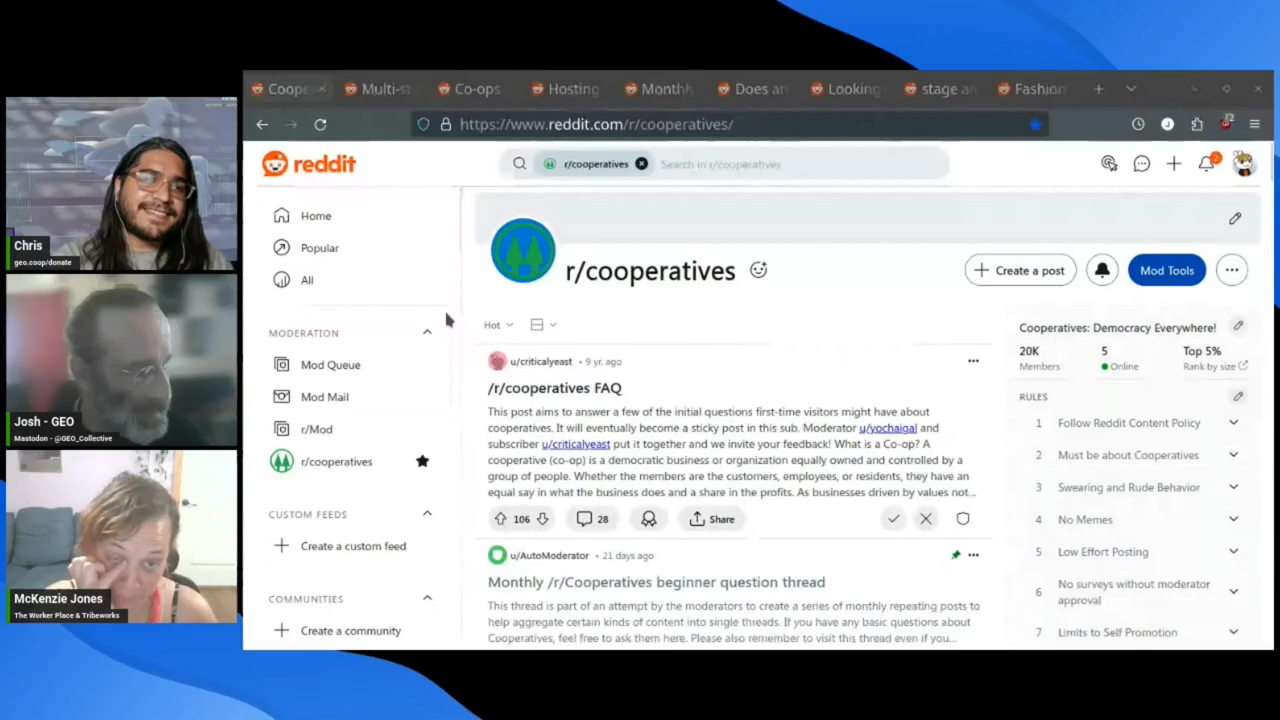 Coope
Multi-st
Co-ops
Hosting
Monthly
Does an
Looking
stage an
Fashion
https://www.reddit.com/r/cooperatives/
12
reddit
r/cooperatives
Search in r/cooperatives
2
Home
Popular
All
MODERATION
Mod Queue
Mod Mail
r/Mod
r/cooperatives
CUSTOM FEEDS
Create a custom feed
COMMUNITIES
Create a community
r/cooperatives
Create a post
Mod Tools
Hot
u/criticalyeast • 9 yr. ago
/r/cooperatives FAQ
This post aims to answer a few of the initial questions first-time visitors might have about
cooperatives. It will eventually become a sticky post in this sub. Moderator u/yochaigal and
subscriber u/criticalyeast put it together and we invite your feedback! What is a Co-op? A
cooperative (co-op) is a democratic business or organization equally owned and controlled by a
group of people. Whether the members are the customers, employees, or residents, they have an
equal say in what the business does and a share in the profits. As businesses driven by values not...
106
28
Share
u/AutoModerator • 21 days ago
Monthly /r/Cooperatives beginner question thread
This thread is part of an attempt by the moderators to create a series of monthly repeating posts to
help aggregate certain kinds of content into single threads. If you have any basic questions about
Cooperatives, feel free to ask them here. Please also remember to visit this thread even if you...
Cooperatives: Democracy Everywhere!
20K
Members
5
Online
Top 5%
Rank by size
RULES
1 Follow Reddit Content Policy
2 Must be about Cooperatives
3 Swearing and Rude Behavior
4 No Memes
5 Low Effort Posting
6 No surveys without moderator
approval
7 Limits to Self Promotion
Chris
geo.coop/donate
Josh - GEO
Mastodon - @GEO_Collective
McKenzie Jones
The Worker Place & Tribeworks